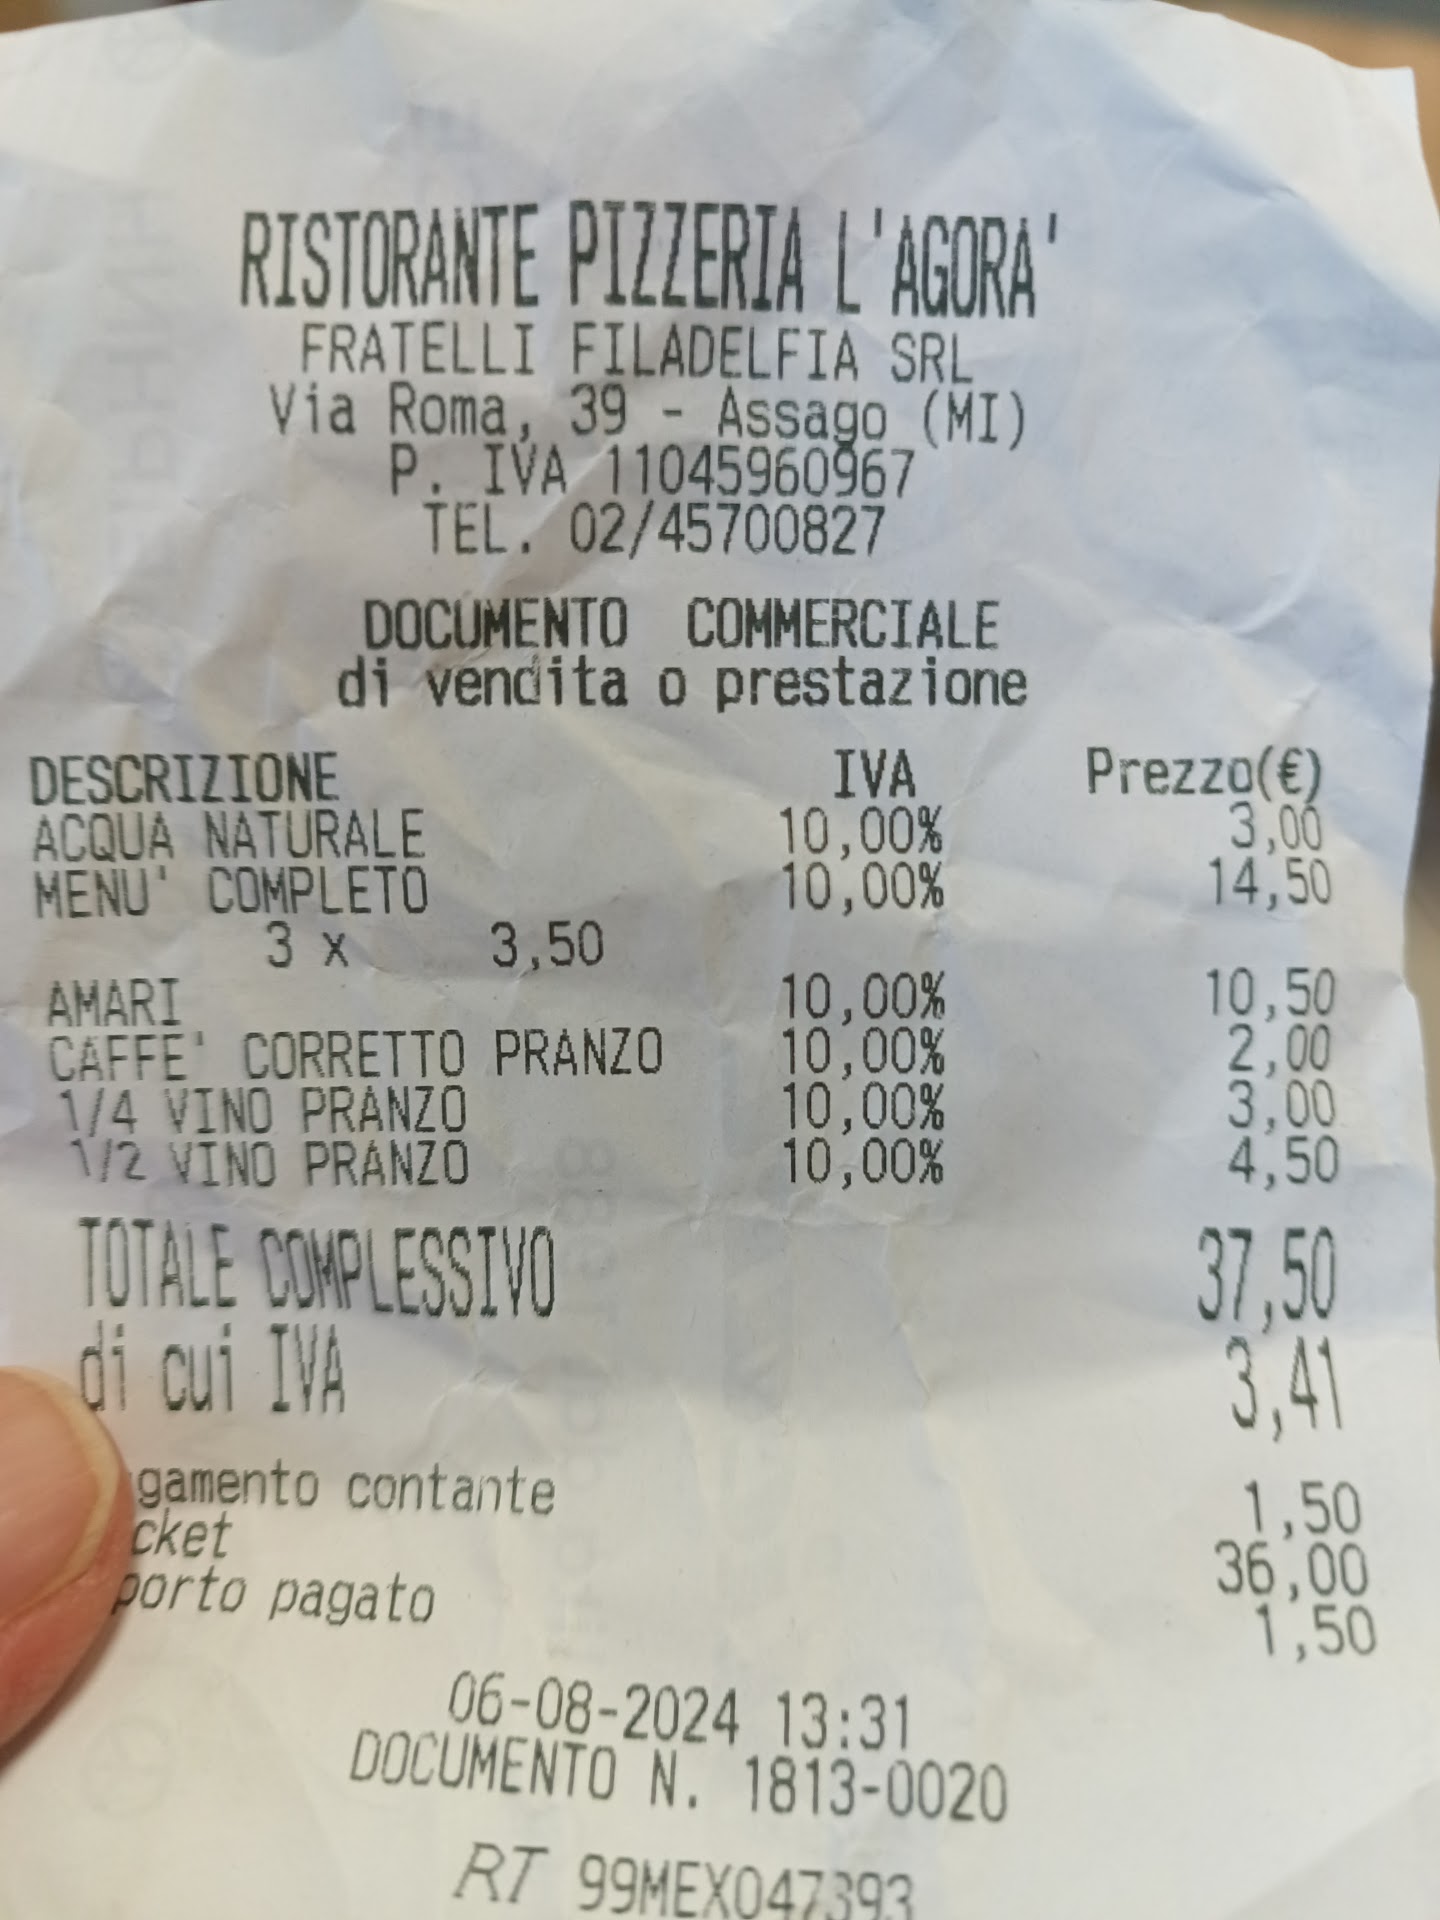 RISTORANTE PIZZERIA L'AGORA'
FRATELLI FILADELFIA SRL
Via Roma, 39 - Assago (MI)
P. IVA 11045960967
TEL. 02/45700827
DOCUMENTO COMMERCIALE
di vendita o prestazione
DESCRIZIONE IVA Prezzo(€)
ACQUA NATURALE 10,00% 3,00
MENU' COMPLETO 10,00% 14,50
3 x 3,50
AMARI 10,00% 10,50
CAFFE' CORRETTO PRANZO 10,00% 2,00
1/4 VINO PRANZO 10,00% 3,00
1/2 VINO PRANZO 10,00% 4,50
TOTALE COMPLESSIVO 37,50
di cui IVA 3,41
gamento contante 1,50
cket 36,00
porto pagato 1,50
06-08-2024 13:31
DOCUMENTO N. 1813-0020
RT 99MEX047393